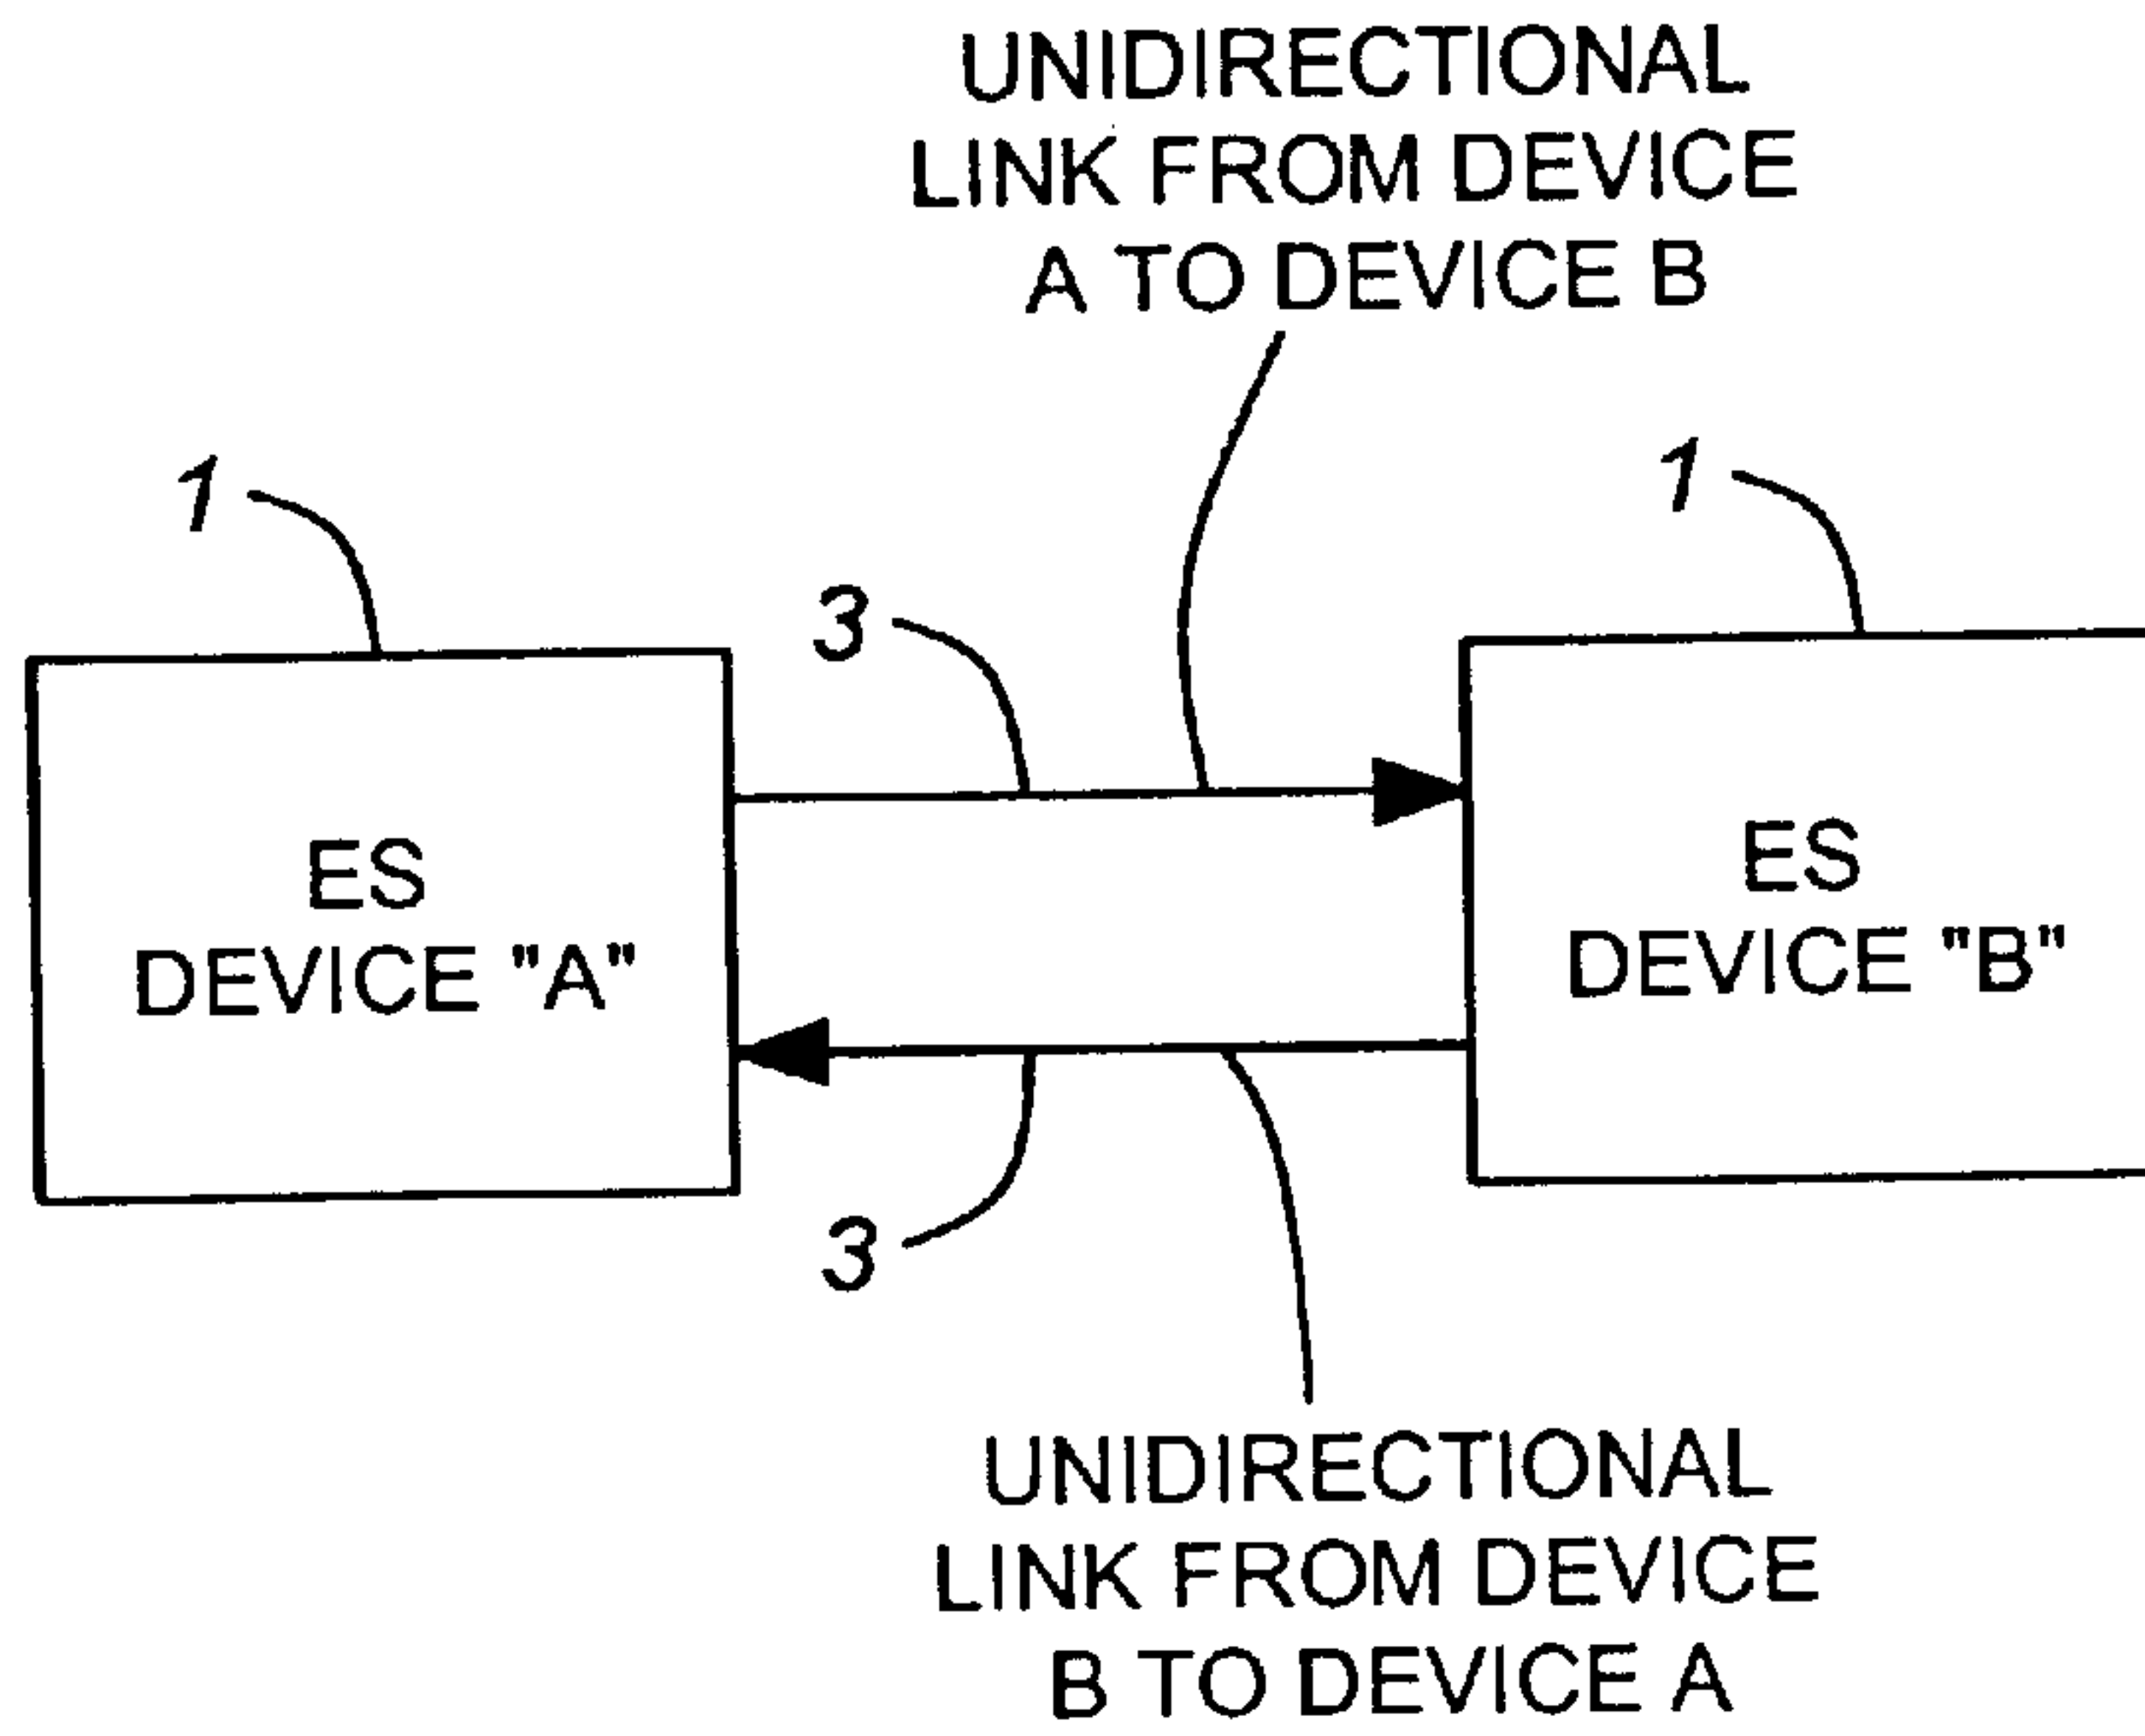 UNIDIRECTIONAL
LINK FROM DEVICE
A TO DEVICE B
1
1
3
ES
DEVICE "A"
ES
DEVICE "B"
3
UNIDIRECTIONAL
LINK FROM DEVICE
B TO DEVICE A